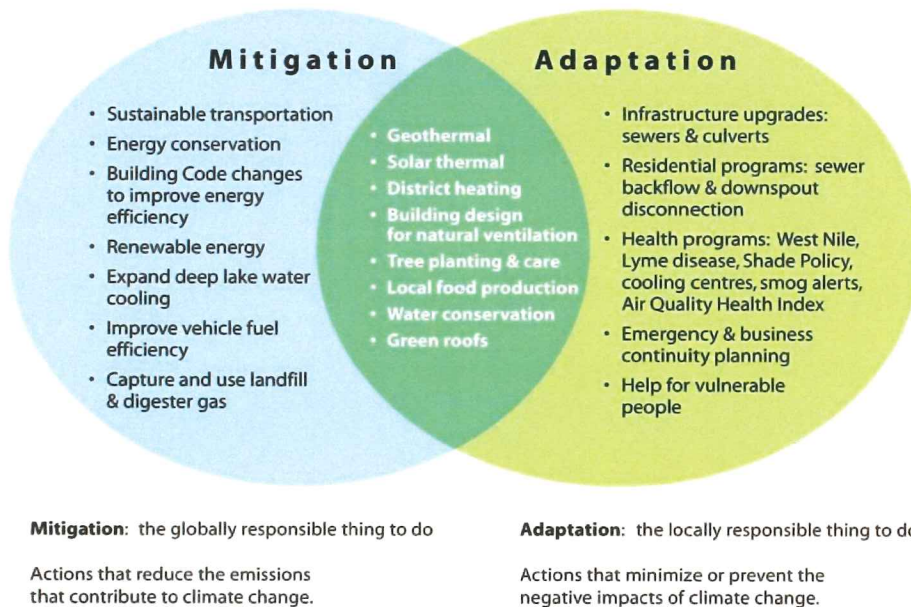 Mitigation
• Sustainable transportation
• Energy conservation
• Building Code changes
to improve energy
efficiency
• Renewable energy
• Expand deep lake water
cooling
• Improve vehicle fuel
efficiency
• Capture and use landfill
& digester gas
• Geothermal
• Solar thermal
• District heating
• Building design
for natural ventilation
• Tree planting & care
• Local food production
• Water conservation
• Green roofs
Adaptation
• Infrastructure upgrades:
sewers & culverts
• Residential programs: sewer
backflow & downspout
disconnection
• Health programs: West Nile,
Lyme disease, Shade Policy,
cooling centres, smog alerts,
Air Quality Health Index
• Emergency & business
continuity planning
• Help for vulnerable
people
Mitigation: the globally responsible thing to do
Actions that reduce the emissions
that contribute to climate change.
Adaptation: the locally responsible thing to do
Actions that minimize or prevent the
negative impacts of climate change.